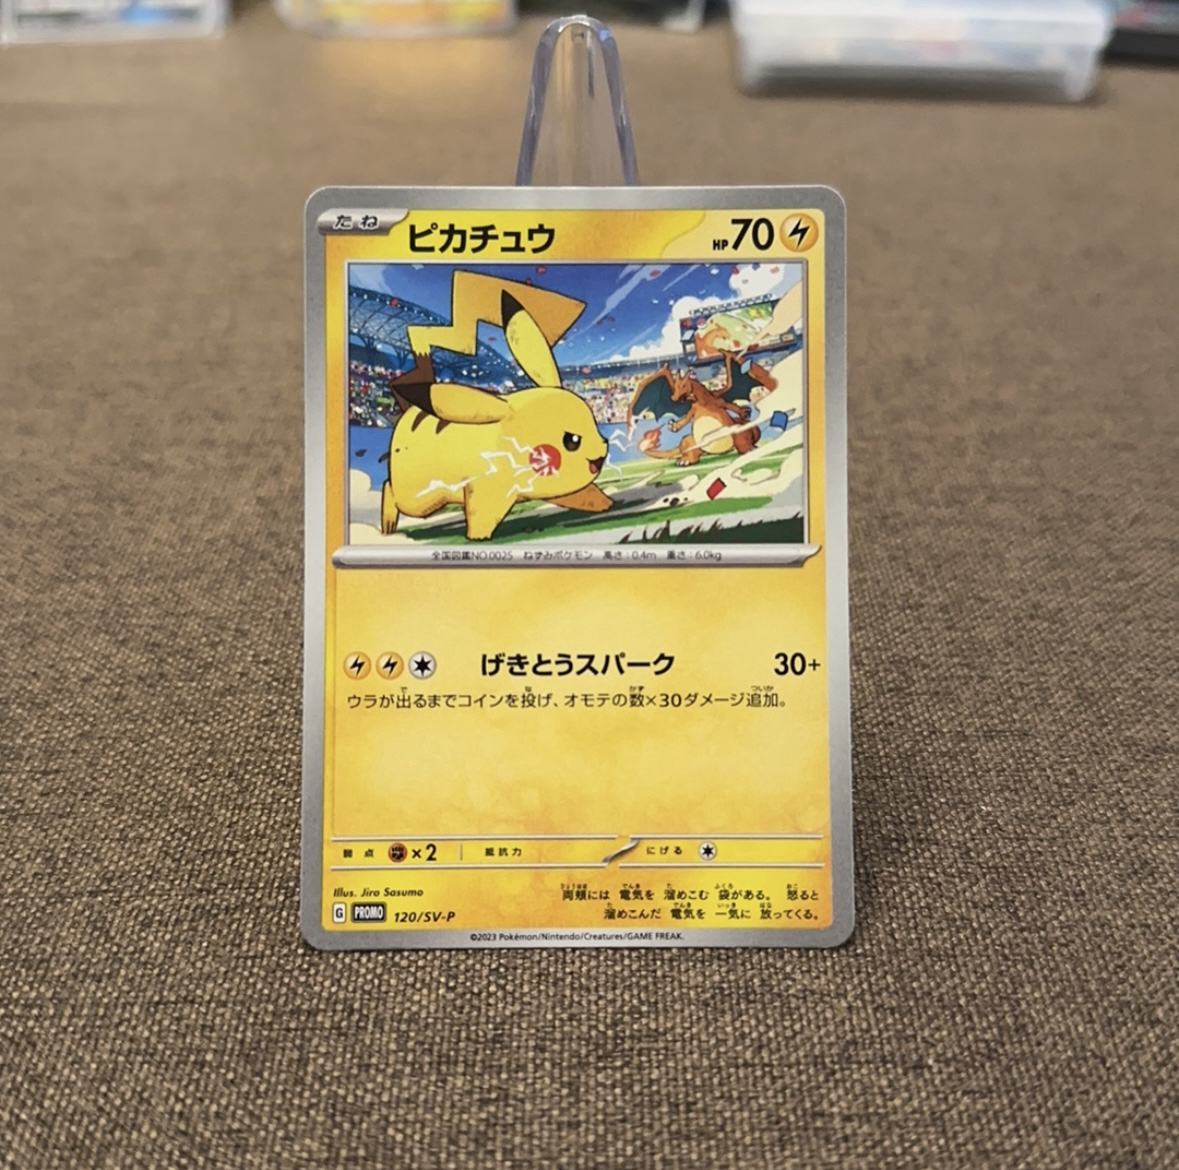 たね
ピカチュウ
HP70
全国図鑑NO.0025 ねずみポケモン 高さ:0.4m 重さ:6.0kg
げきとうスパーク 30+
ウラが出るまでコインを投げ、オモテの数×30ダメージ追加。
弱点 ×2 抵抗力 にげる
Illus. Jiro Sasumo
両頬には 電気を 溜めこむ 袋がある。 怒ると
溜めこんだ 電気を 一気に 放ってくる。
G PROMO 120/SV-P
©2023 Pokémon/Nintendo/Creatures/GAME FREAK.